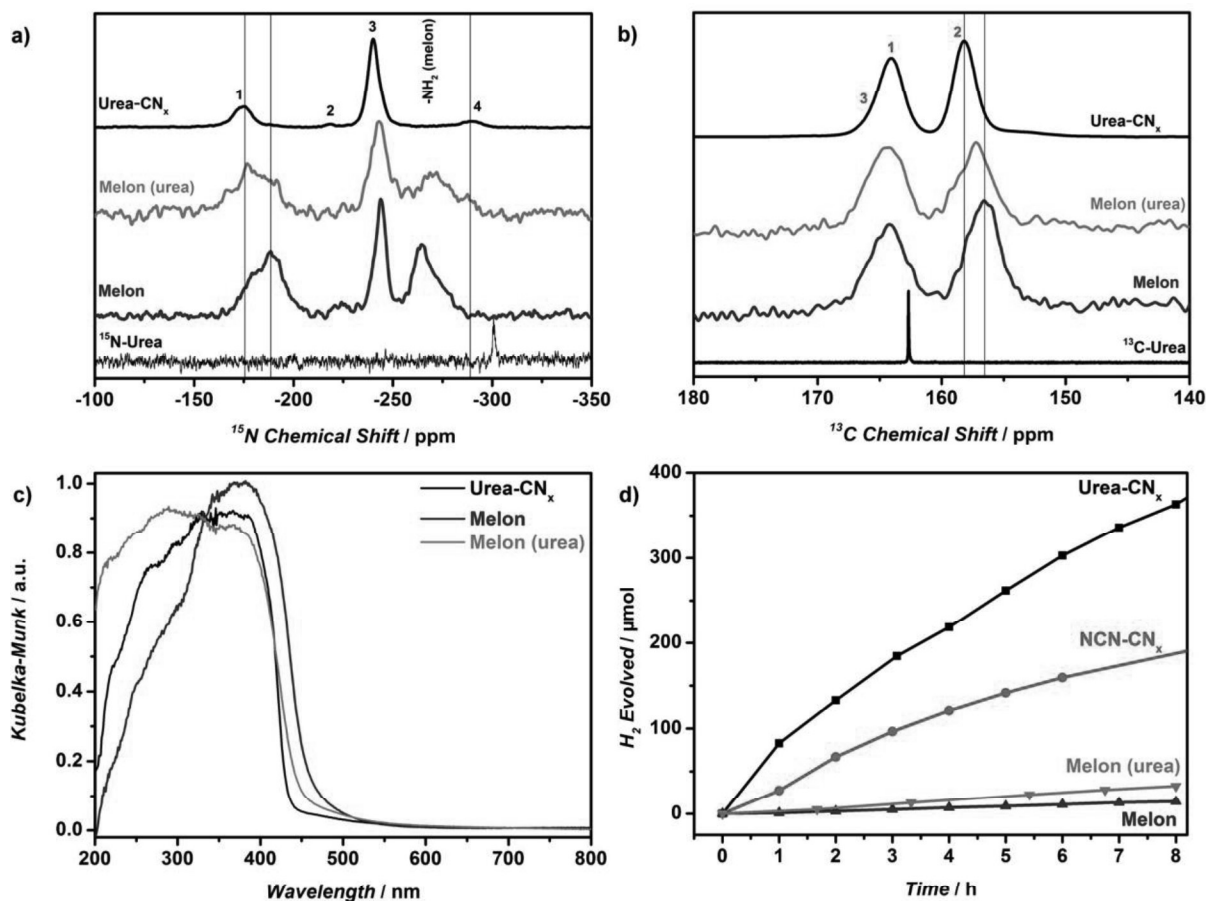 a)
Urea-CNₓ
1
2
3
-NH₂ (melon)
4
Melon (urea)
Melon
¹⁵N-Urea
-100 -150 -200 -250 -300 -350
¹⁵N Chemical Shift / ppm
b)
1
2
3
Urea-CNₓ
Melon (urea)
Melon
¹³C-Urea
180 170 160 150 140
¹³C Chemical Shift / ppm
c)
Urea-CNₓ
Melon
Melon (urea)
1.0
0.8
0.6
0.4
0.2
0.0
Kubelka-Munk / a.u.
200 300 400 500 600 700 800
Wavelength / nm
d)
400
300
200
100
0
H₂ Evolved / µmol
Urea-CNₓ
NCN-CNₓ
Melon (urea)
Melon
0 1 2 3 4 5 6 7 8
Time / h